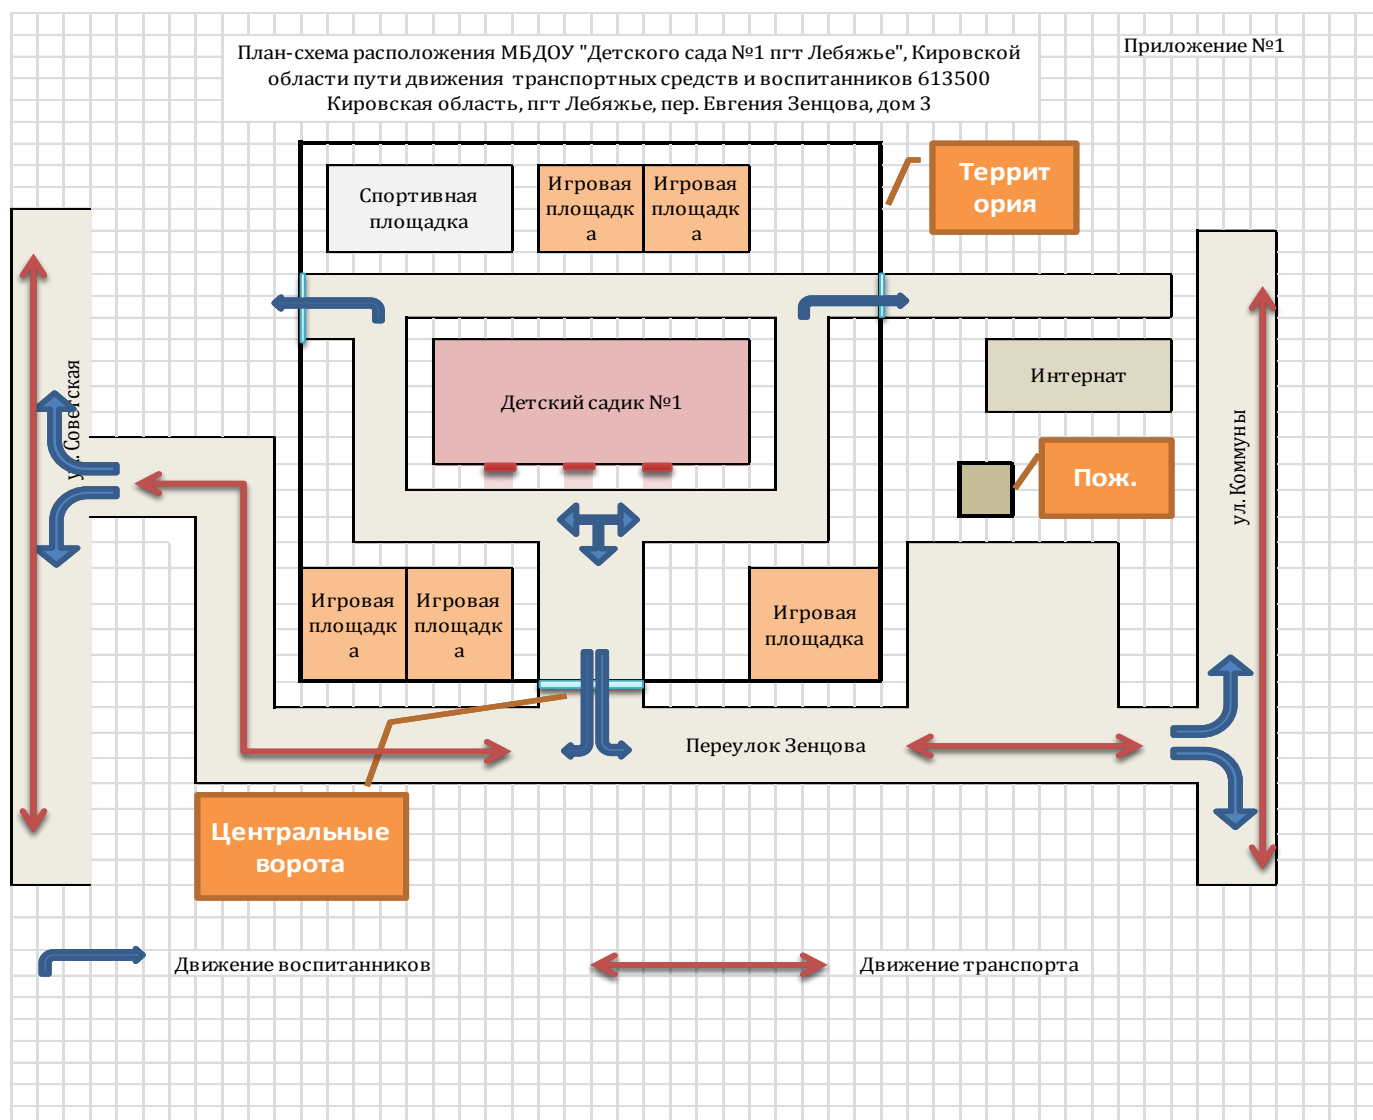 Приложение №1
План-схема расположения МБДОУ "Детского сада №1 пгт Лебяжье", Кировской
области пути движения транспортных средств и воспитанников 613500
Кировская область, пгт Лебяжье, пер. Евгения Зенцова, дом 3
Террит
ория
Спортивная
площадка
Игровая
площадк
а
Игровая
площадк
а
ул. Советская
Детский садик №1
Интернат
Пож.
ул. Коммуны
Игровая
площадк
а
Игровая
площадк
а
Игровая
площадка
Переулок Зенцова
Центральные
ворота
Движение воспитанников
Движение транспорта